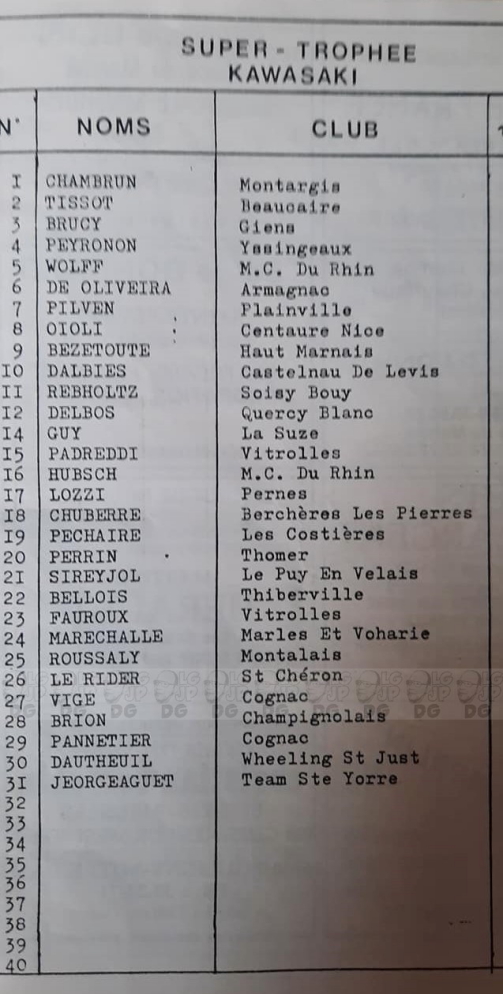 SUPER - TROPHEE
KAWASAKI
N° NOMS CLUB
I CHAMBRUN Montargis
2 TISSOT Beaucaire
3 BRUCY Giens
4 PEYRONON Yssingeaux
5 WOLFF M.C. Du Rhin
6 DE OLIVEIRA Armagnac
7 PILVEN Plainville
8 OIOLI Centaure Nice
9 BEZETOUTE Haut Marnais
IO DALBIES Castelnau De Levis
II REBHOLTZ Soisy Bouy
I2 DELBOS Quercy Blanc
I4 GUY La Suze
I5 PADREDDI Vitrolles
I6 HUBSCH M.C. Du Rhin
I7 LOZZI Pernes
I8 CHUBERRE Berchères Les Pierres
I9 PECHAIRE Les Costières
20 PERRIN Thomer
2I SIREYJOL Le Puy En Velais
22 BELLOIS Thiberville
23 FAUROUX Vitrolles
24 MARECHALLE Marles Et Voharie
25 ROUSSALY Montalais
26 LE RIDER St Chéron
27 VIGE Cognac
28 BRION Champignolais
29 PANNETIER Cognac
30 DAUTHEUIL Wheeling St Just
3I JEORGEAGUET Team Ste Yorre
32
33
34
35
36
37
38
39
40